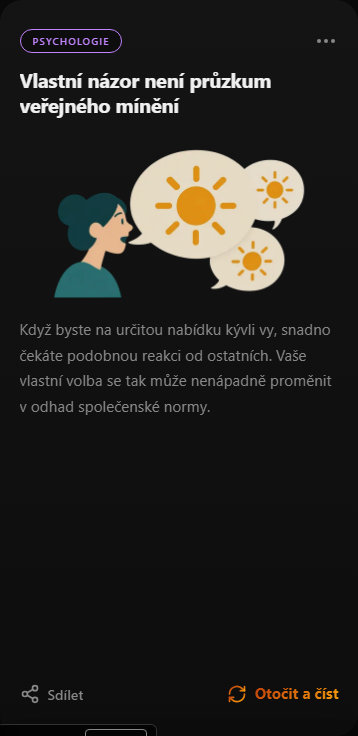 PSYCHOLOGIE
Vlastní názor není průzkum
veřejného mínění
Když byste na určitou nabídku kývli vy, snadno
čekáte podobnou reakci od ostatních. Vaše
vlastní volba se tak může nenápadně proměnit
v odhad společenské normy.
Sdílet
Otočit a číst